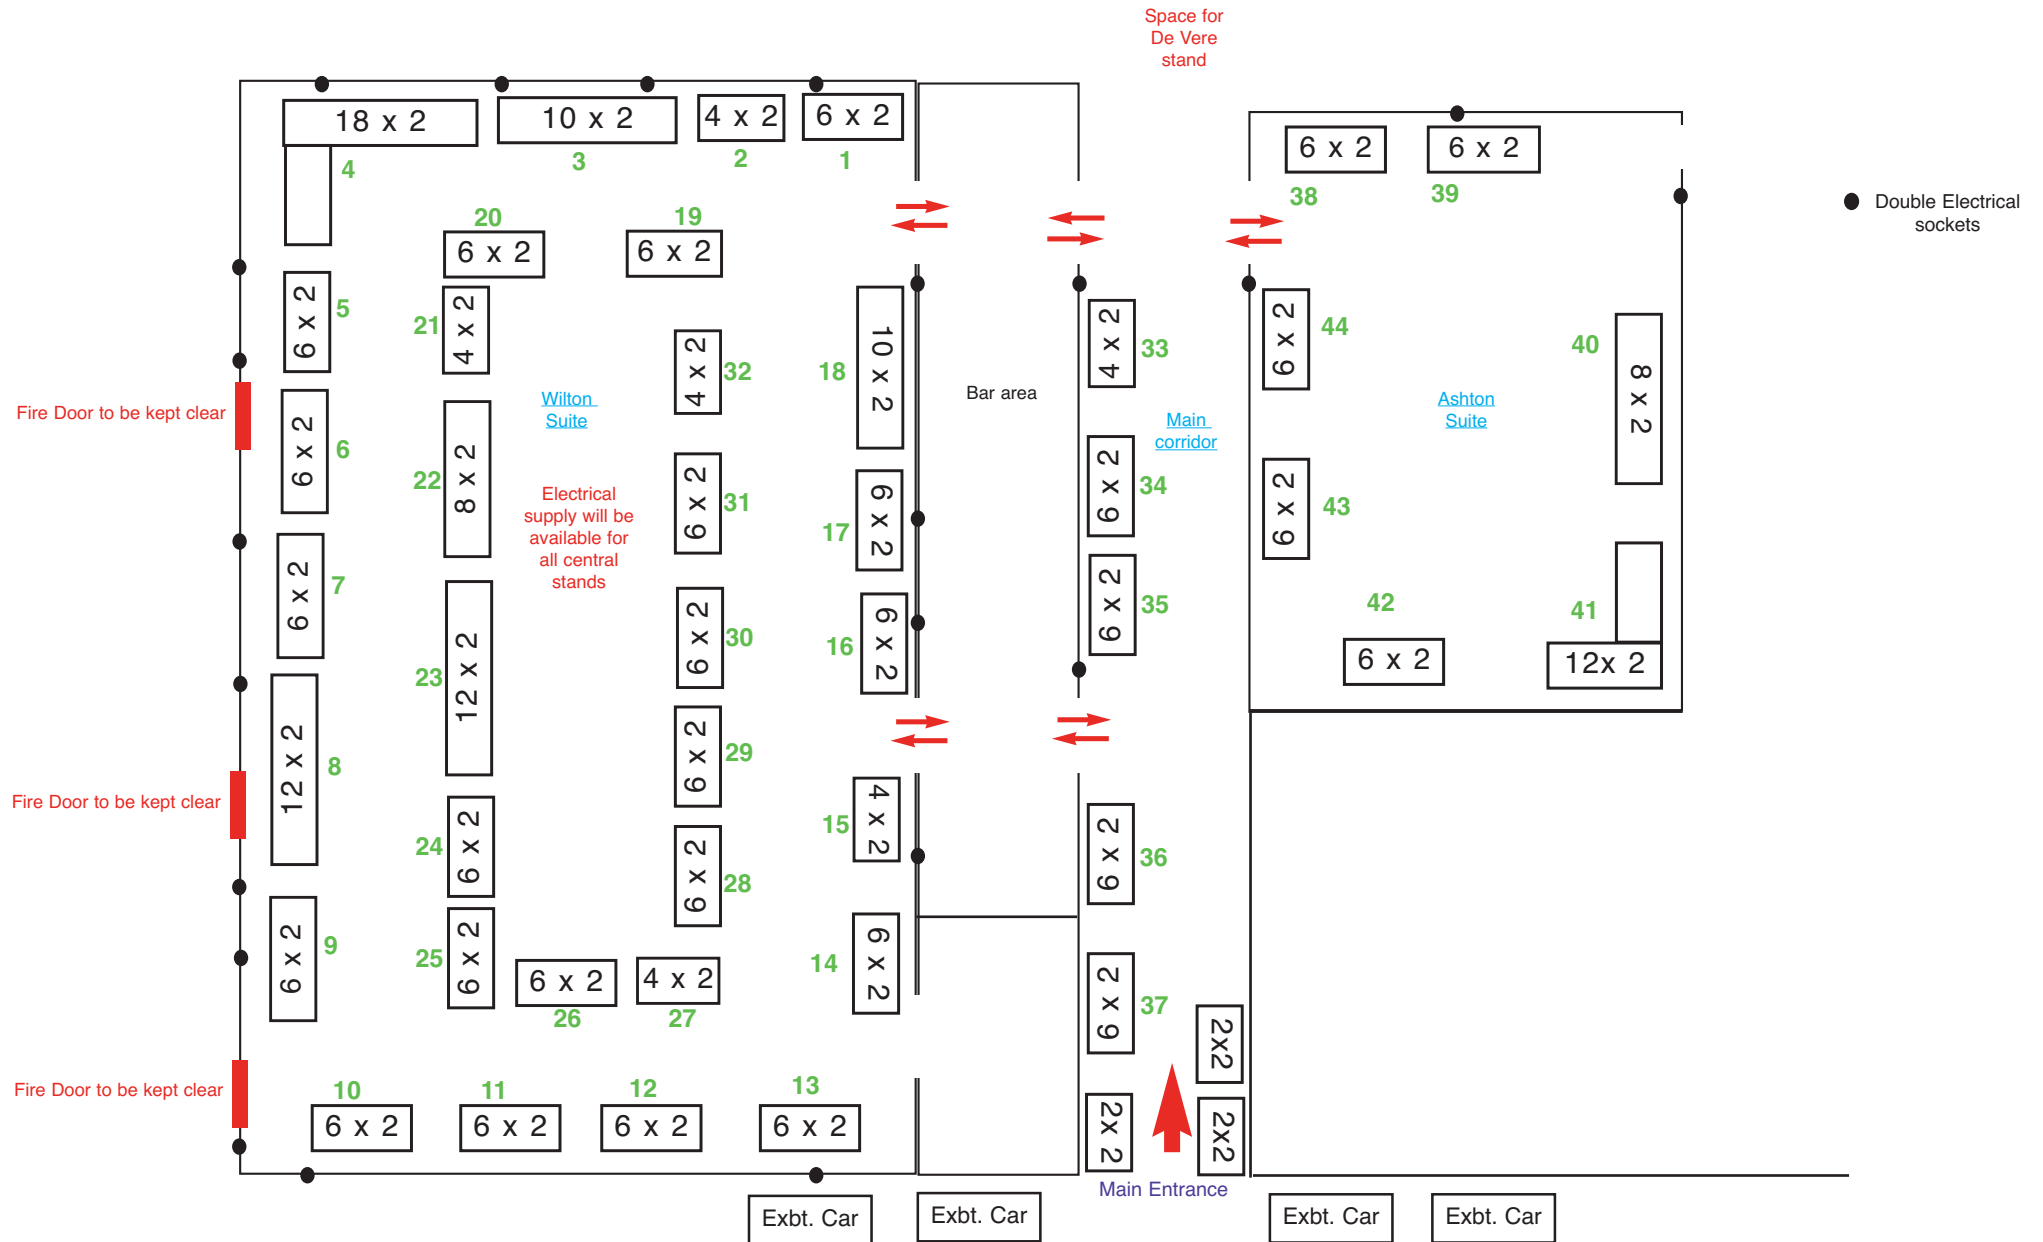 Space for
De Vere
stand
18 x 2
10 x 2
4 x 2
6 x 2
4
3
2
1
6 x 2
6 x 2
38
39
Double Electrical
sockets
20
6 x 2
19
6 x 2
6 x 2
5
21
4 x 2
4 x 2
32
18
10 x 2
4 x 2
33
6 x 2
44
40
8 x 2
Fire Door to be kept clear
6 x 2
6
Wilton
Suite
Bar area
Main
corridor
Ashton
Suite
22
8 x 2
Electrical
supply will be
available for
all central
stands
6 x 2
31
17
6 x 2
6 x 2
34
6 x 2
43
6 x 2
7
6 x 2
30
16
6 x 2
6 x 2
35
42
6 x 2
41
12x 2
23
12 x 2
12 x 2
8
6 x 2
29
Fire Door to be kept clear
24
6 x 2
6 x 2
28
15
4 x 2
6 x 2
36
6 x 2
9
25
6 x 2
6 x 2
26
4 x 2
27
14
6 x 2
6 x 2
37
2x2
Fire Door to be kept clear
10
6 x 2
11
6 x 2
12
6 x 2
13
6 x 2
2x 2
2x2
Main Entrance
Exbt. Car
Exbt. Car
Exbt. Car
Exbt. Car